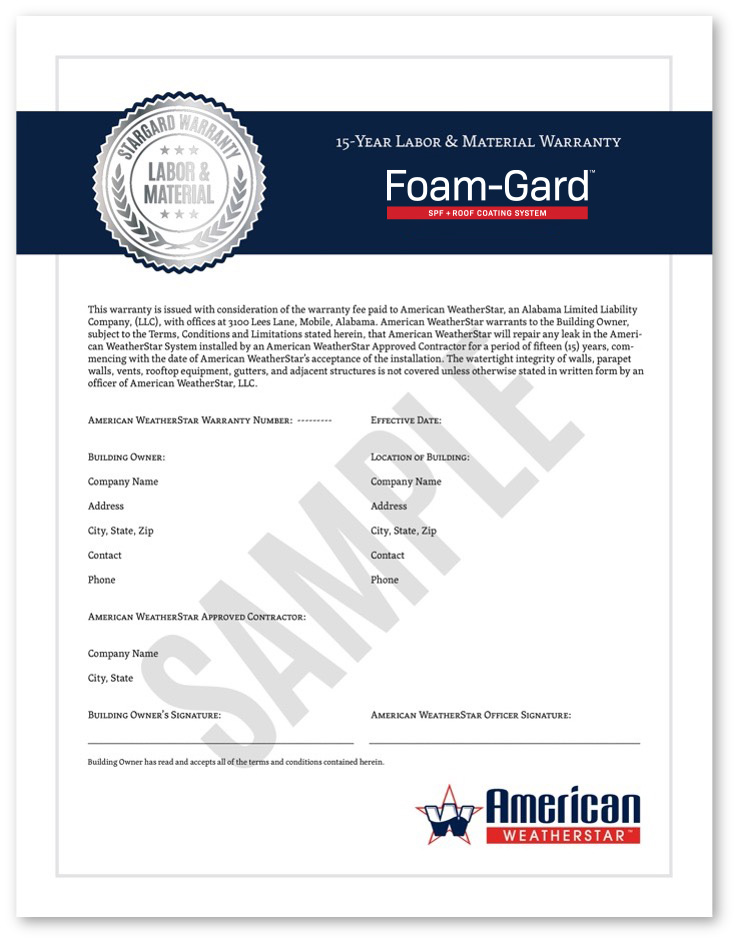 STARGARD WARRANTY
LABOR &
MATERIAL
15-Year Labor & Material Warranty
Foam-Gard™
SPF + ROOF COATING SYSTEM
This warranty is issued with consideration of the warranty fee paid to American WeatherStar, an Alabama Limited Liability
Company, (LLC), with offices at 3100 Lees Lane, Mobile, Alabama. American WeatherStar warrants to the Building Owner,
subject to the Terms, Conditions and Limitations stated herein, that American WeatherStar will repair any leak in the Ameri-
can WeatherStar System installed by an American WeatherStar Approved Contractor for a period of fifteen (15) years, com-
mencing with the date of American WeatherStar's acceptance of the installation. The watertight integrity of walls, parapet
walls, vents, rooftop equipment, gutters, and adjacent structures is not covered unless otherwise stated in written form by an
officer of American WeatherStar, LLC.
American WeatherStar Warranty Number: ---------
Effective Date:
Building Owner:
Location of Building:
Company Name
Company Name
Address
Address
City, State, Zip
City, State, Zip
Contact
Contact
Phone
Phone
SAMPLE
American WeatherStar Approved Contractor:
Company Name
City, State
Building Owner's Signature:
American WeatherStar Officer Signature:
Building Owner has read and accepts all of the terms and conditions contained herein.
W
American
WEATHERSTAR™